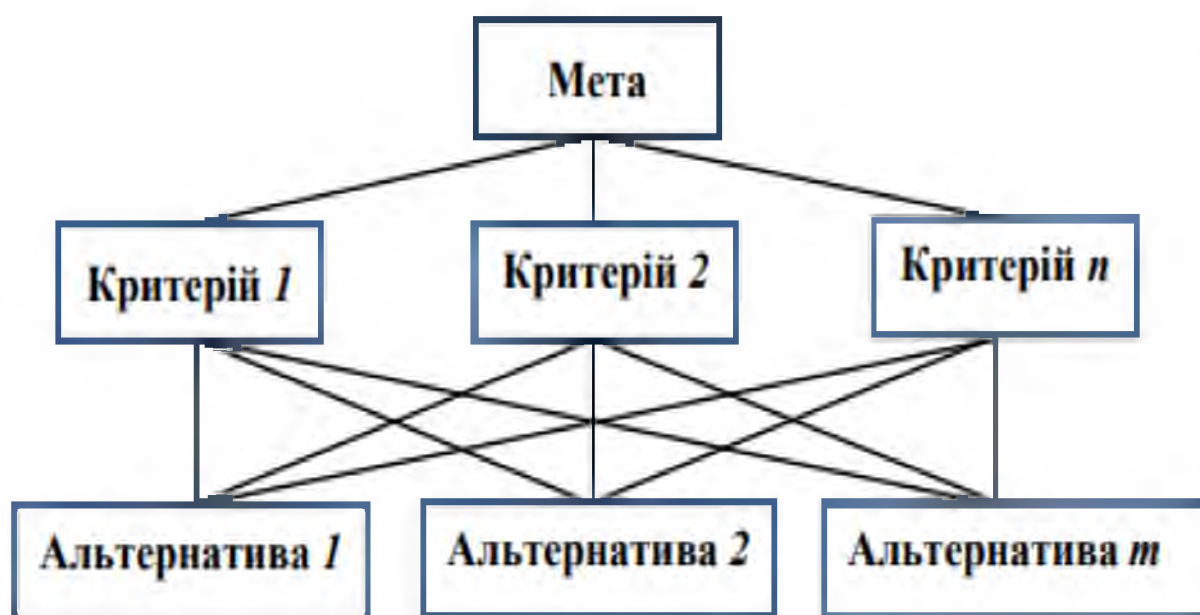 Мета
Критерій 1
Критерій 2
Критерій n
Альтернатива 1
Альтернатива 2
Альтернатива m